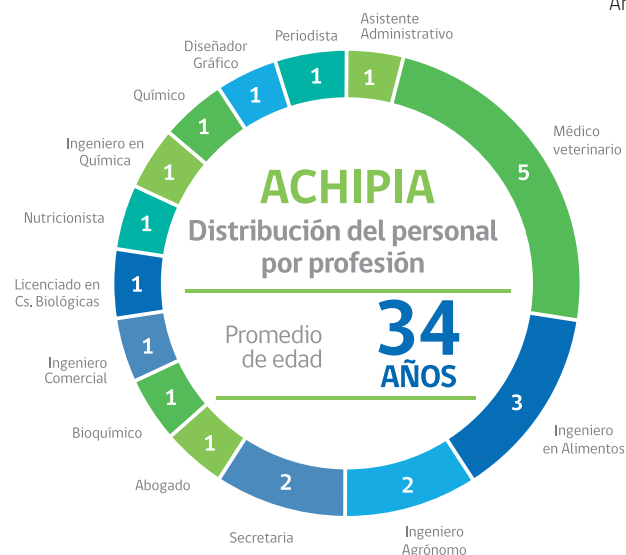 Ar
Asistente
Administrativo
1
Médico
veterinario
5
Ingeniero
en Alimentos
3
Ingeniero
Agrónomo
2
Secretaria
2
Abogado
1
Bioquímico
1
Ingeniero
Comercial
1
Licenciado en
Cs. Biológicas
1
Nutricionista
1
Ingeniero en
Química
1
Químico
1
Diseñador
Gráfico
1
Periodista
1
ACHIPIA
Distribución del personal
por profesión
Promedio
de edad
34
AÑOS